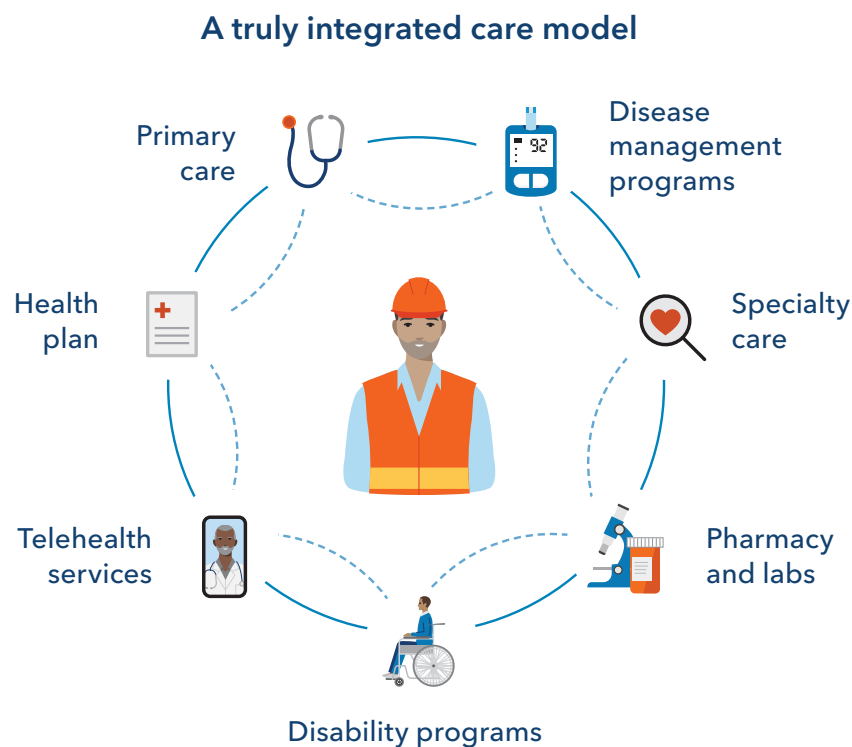 A truly integrated care model
Primary
care
Disease
management
programs
92
Health
plan
Specialty
care
Telehealth
services
Pharmacy
and labs
Disability programs